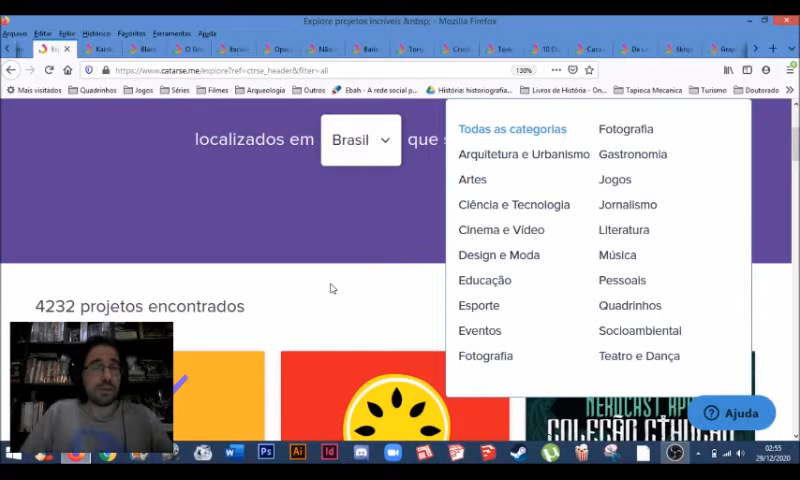 Explore projetos incríveis &nbsp; - Mozilla Firefox
Arquivo Editar Exibir Histórico Favoritos Ferramentas Ajuda
https://www.catarse.me/explore?ref=ctrse_header&filter=all
130%
Mais visitados Quadrinhos Jogos Séries Filmes Arqueologia Outros Ebah - A rede social p... História: historiografia... Livros de História - On... Tapioca Mecanica Turismo Doutorado
localizados em Brasil que s
Todas as categorias Fotografia
Arquitetura e Urbanismo Gastronomia
Artes Jogos
Ciência e Tecnologia Jornalismo
Cinema e Vídeo Literatura
Design e Moda Música
Educação Pessoais
Esporte Quadrinhos
Eventos Socioambiental
Fotografia Teatro e Dança
4232 projetos encontrados
Ajuda
COLEÇÃO CTHULHU
02:55
29/12/2020